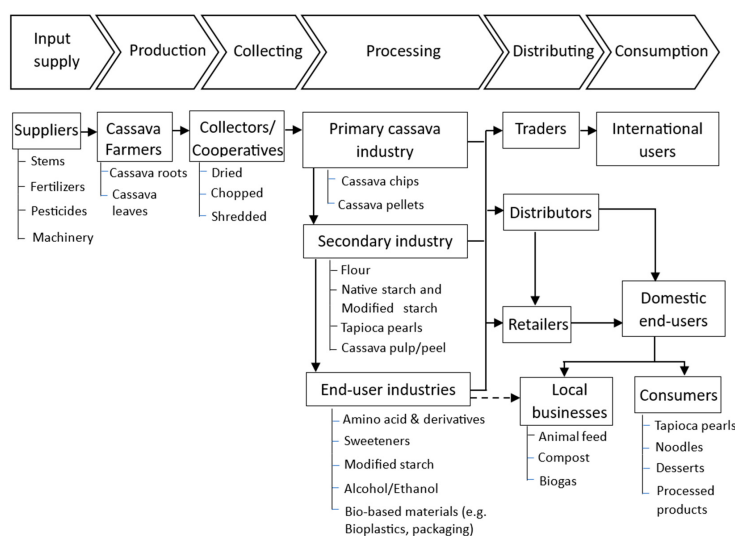 Input
supply
Production
Collecting
Processing
Distributing
Consumption
Suppliers
Stems
Fertilizers
Pesticides
Machinery
Cassava
Farmers
Cassava roots
Cassava
leaves
Collectors/
Cooperatives
Dried
Chopped
Shredded
Primary cassava
industry
Cassava chips
Cassava pellets
Secondary industry
Flour
Native starch and
Modified starch
Tapioca pearls
Cassava pulp/peel
End-user industries
Amino acid & derivatives
Sweeteners
Modified starch
Alcohol/Ethanol
Bio-based materials (e.g.
Bioplastics, packaging)
Traders
International
users
Distributors
Retailers
Domestic
end-users
Local
businesses
Animal feed
Compost
Biogas
Consumers
Tapioca pearls
Noodles
Desserts
Processed
products